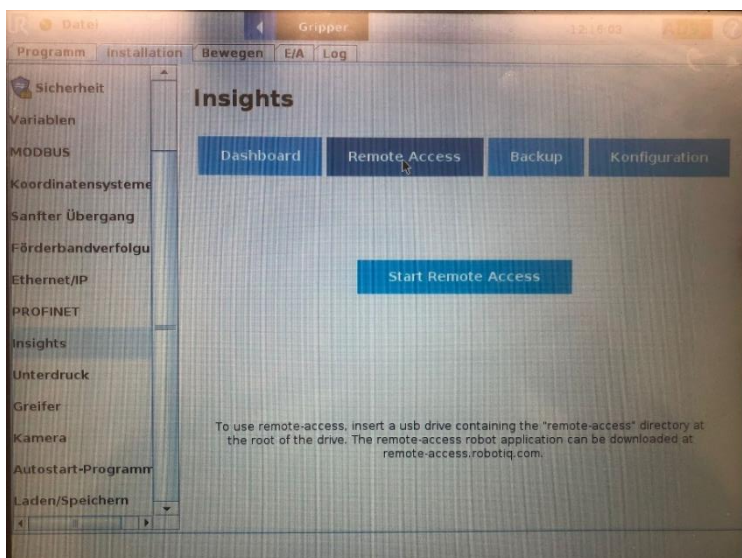 Datei
Gripper
12:18:03
?
Programm Installation Bewegen E/A Log
Sicherheit
Variablen
MODBUS
Koordinatensysteme
Sanfter Übergang
Förderbandverfolgu
Ethernet/IP
PROFINET
Insights
Unterdruck
Greifer
Kamera
Autostart-Programm
Laden/Speichern
Insights
Dashboard Remote Access Backup Konfiguration
Start Remote Access
To use remote-access, insert a usb drive containing the "remote-access" directory at
the root of the drive. The remote-access robot application can be downloaded at
remote-access.robotiq.com.